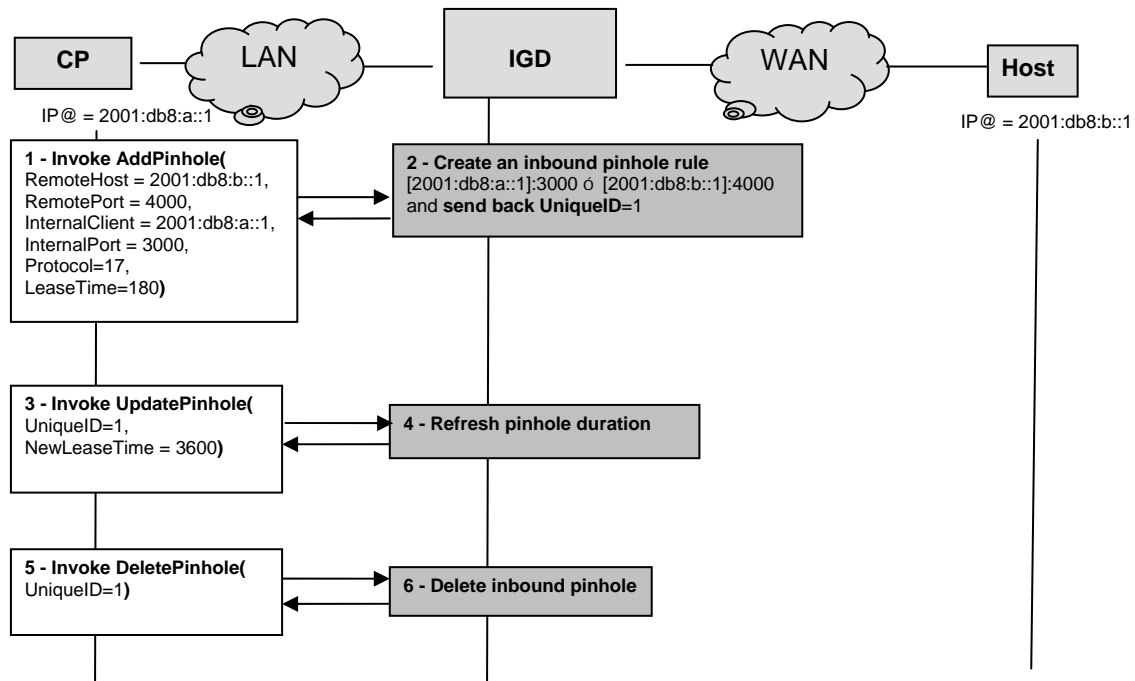 CP
LAN
IGD
WAN
Host
IP@ = 2001:db8:a::1
IP@ = 2001:db8:b::1
1 - Invoke AddPinhole(
RemoteHost = 2001:db8:b::1,
RemotePort = 4000,
InternalClient = 2001:db8:a::1,
InternalPort = 3000,
Protocol=17,
LeaseTime=180)
2 - Create an inbound pinhole rule
[2001:db8:a::1]:3000 ó [2001:db8:b::1]:4000
and send back UniqueID=1
3 - Invoke UpdatePinhole(
UniqueID=1,
NewLeaseTime = 3600)
4 - Refresh pinhole duration
5 - Invoke DeletePinhole(
UniqueID=1)
6 - Delete inbound pinhole